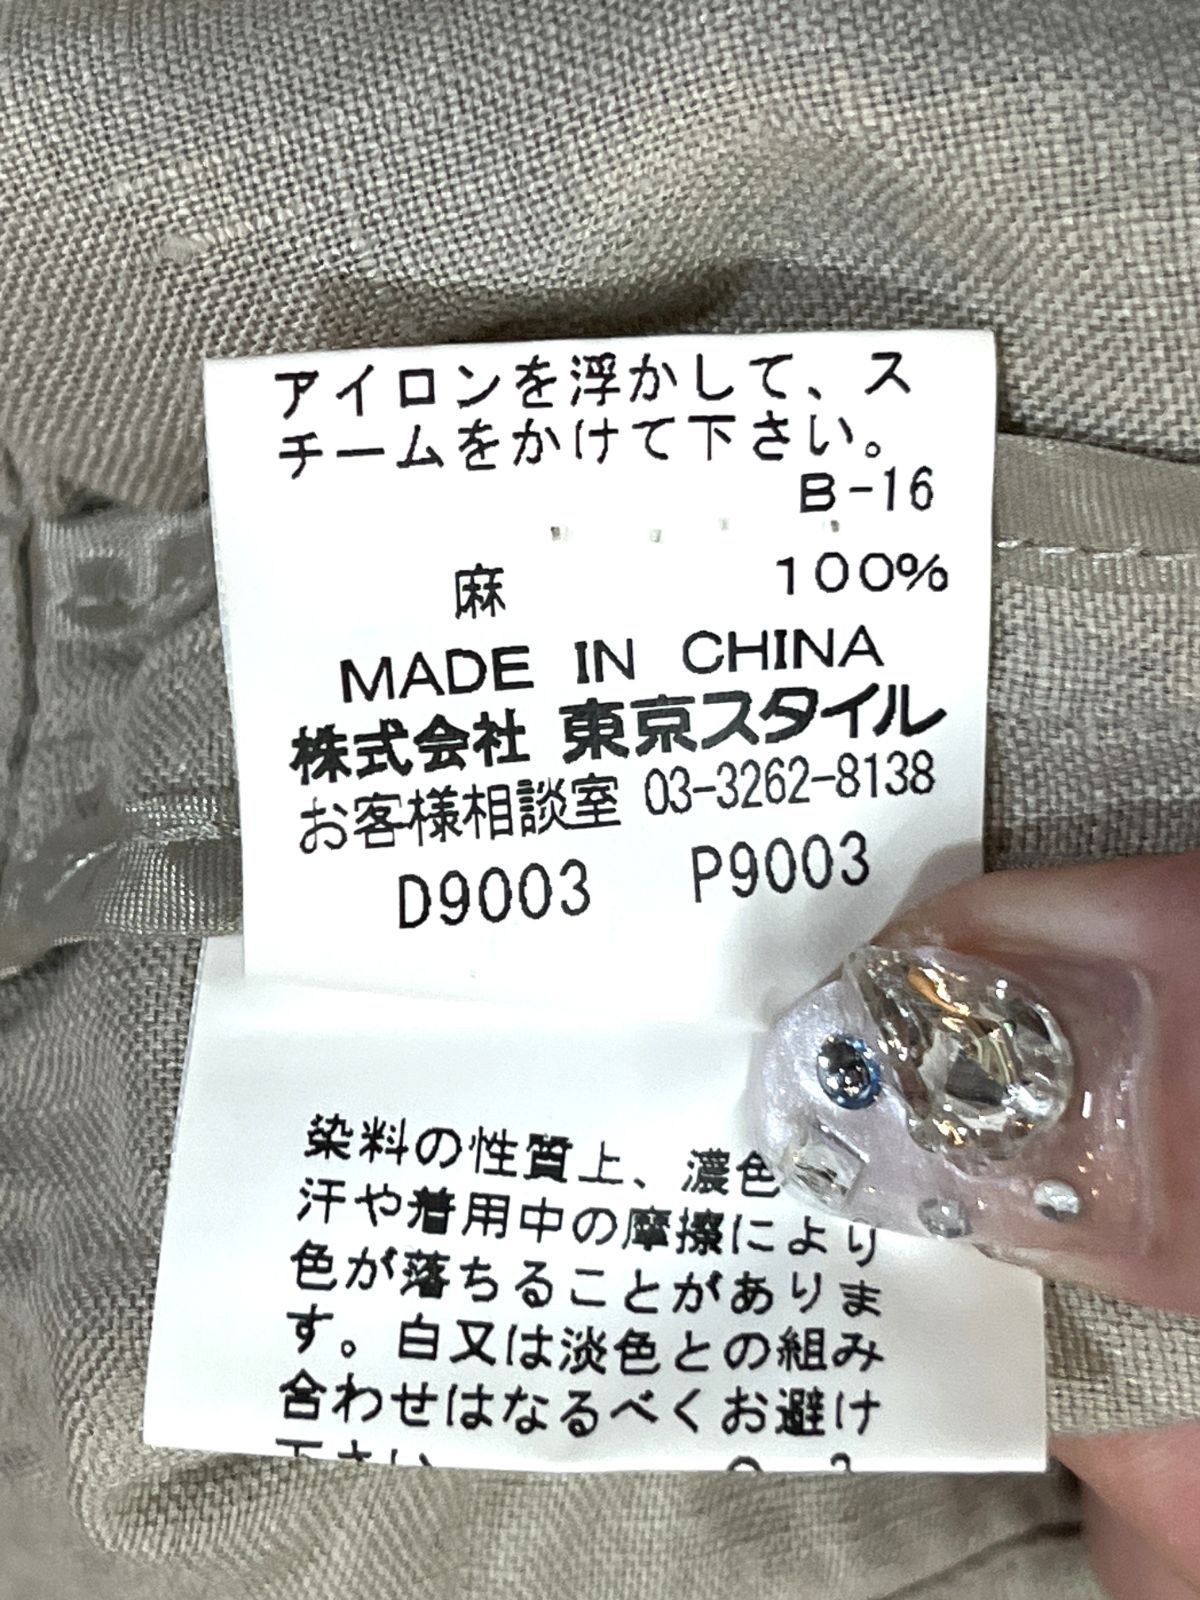 アイロンを浮かして、ス
チームをかけて下さい。
B-16
麻 100%
MADE IN CHINA
株式会社 東京スタイル
お客様相談室 03-3262-8138
D9003 P9003
染料の性質上、濃色
汗や着用中の摩擦により
色が落ちることがありま
す。白又は淡色との組み
合わせはなるべくお避け
下さい